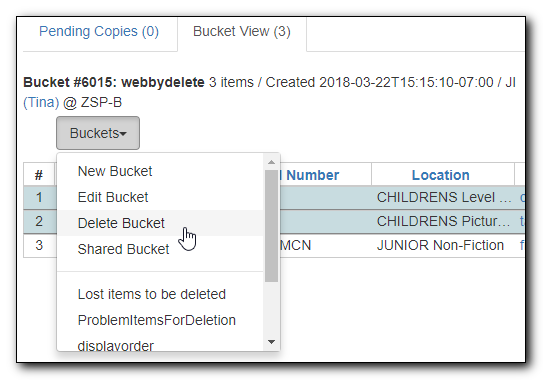 Pending Copies (0) Bucket View (3)
Bucket #6015: webbydelete 3 items / Created 2018-03-22T15:15:10-07:00 / JI
(Tina) @ ZSP-B
Buckets
# Number Location
New Bucket
1 Edit Bucket CHILDRENS Level ...
2 Delete Bucket CHILDRENS Pictur...
3 Shared Bucket MCN JUNIOR Non-Fiction
Lost items to be deleted
ProblemItemsForDeletion
displayorder